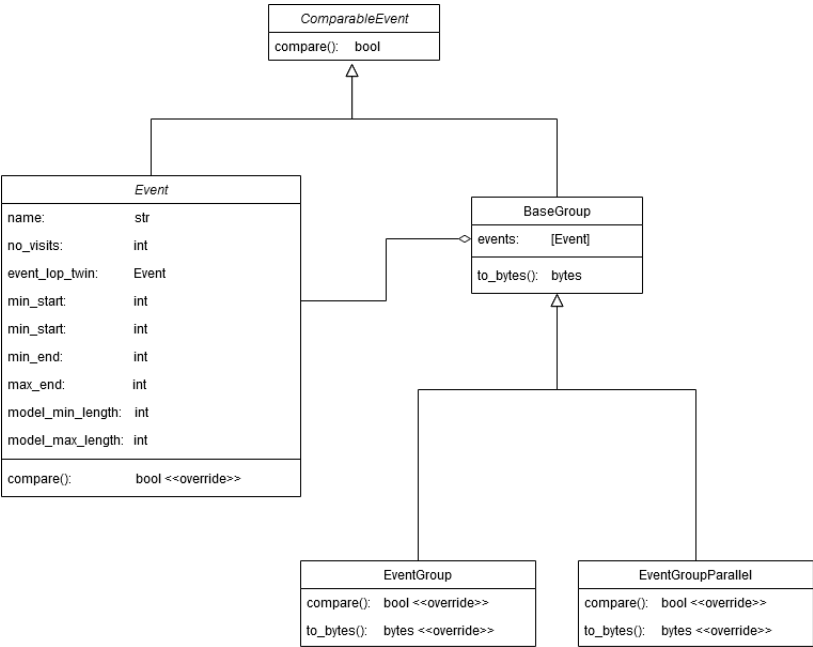 ComparableEvent
compare(): bool
Event
name: str
no_visits: int
event_lop_twin: Event
min_start: int
min_start: int
min_end: int
max_end: int
model_min_length: int
model_max_length: int
compare(): bool <<override>>
BaseGroup
events: [Event]
to_bytes(): bytes
EventGroup
compare(): bool <<override>>
to_bytes(): bytes <<override>>
EventGroupParallel
compare(): bool <<override>>
to_bytes(): bytes <<override>>